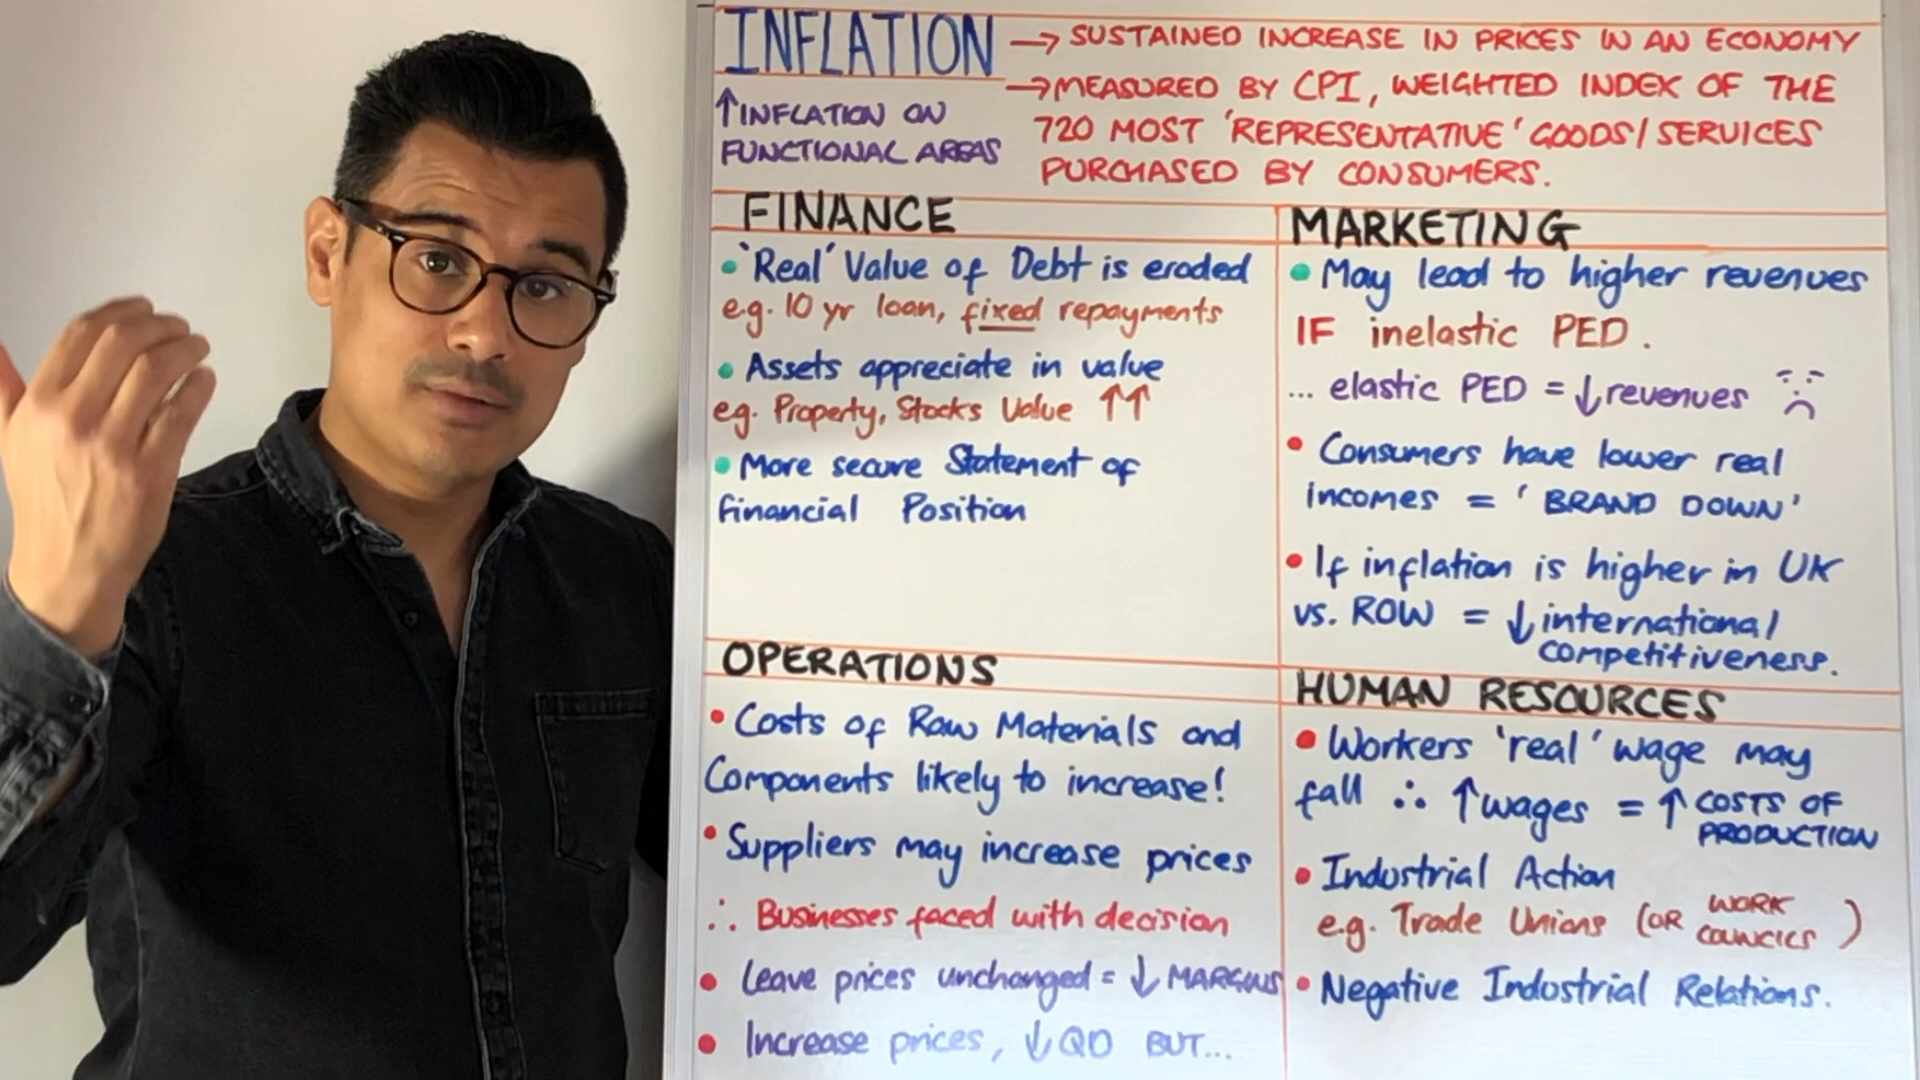 INFLATION → SUSTAINED INCREASE IN PRICES IN AN ECONOMY
→ MEASURED BY CPI, WEIGHTED INDEX OF THE
720 MOST 'REPRESENTATIVE' GOODS/SERVICES
PURCHASED BY CONSUMERS.
↑ INFLATION ON
FUNCTIONAL AREAS
FINANCE
• 'Real' Value of Debt is eroded
e.g. 10 yr loan, fixed repayments
• Assets appreciate in value
eg. Property, Stocks Value ↑↑
• More secure Statement of
financial Position
MARKETING
• May lead to higher revenues
IF inelastic PED.
... elastic PED = ↓ revenues
• Consumers have lower real
incomes = 'BRAND DOWN'
• If inflation is higher in UK
vs. ROW = ↓ international
competitiveness.
OPERATIONS
• Costs of Raw Materials and
Components likely to increase!
• Suppliers may increase prices
∴ Businesses faced with decision
• Leave prices unchanged = ↓ MARGINS
• Increase prices, ↓ QD BUT...
HUMAN RESOURCES
• Workers 'real' wage may
fall ∴ ↑ wages = ↑ COSTS OF
PRODUCTION
• Industrial Action
e.g. Trade Unions (OR WORK
COUNCILS)
• Negative Industrial Relations.